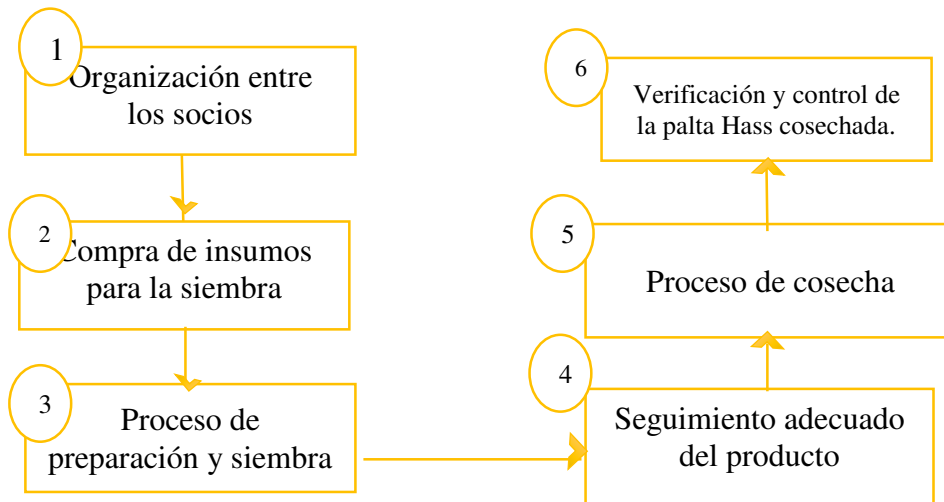 1
Organización entre
los socios
2
Compra de insumos
para la siembra
3
Proceso de
preparación y siembra
4
Seguimiento adecuado
del producto
5
Proceso de cosecha
6
Verificación y control de
la palta Hass cosechada.